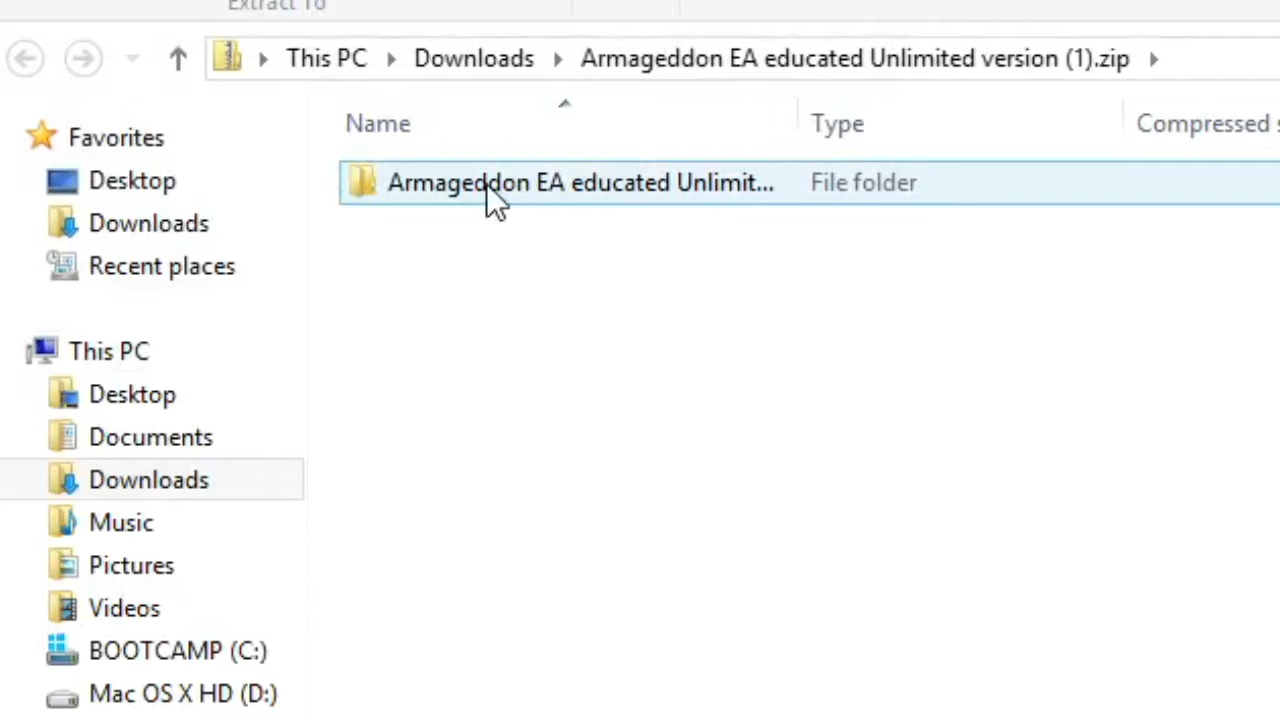 Extract To
This PC Downloads Armageddon EA educated Unlimited version (1).zip
Name Type Compressed
Armageddon EA educated Unlimit... File folder
Favorites
Desktop
Downloads
Recent places
This PC
Desktop
Documents
Downloads
Music
Pictures
Videos
BOOTCAMP (C:)
Mac OS X HD (D:)